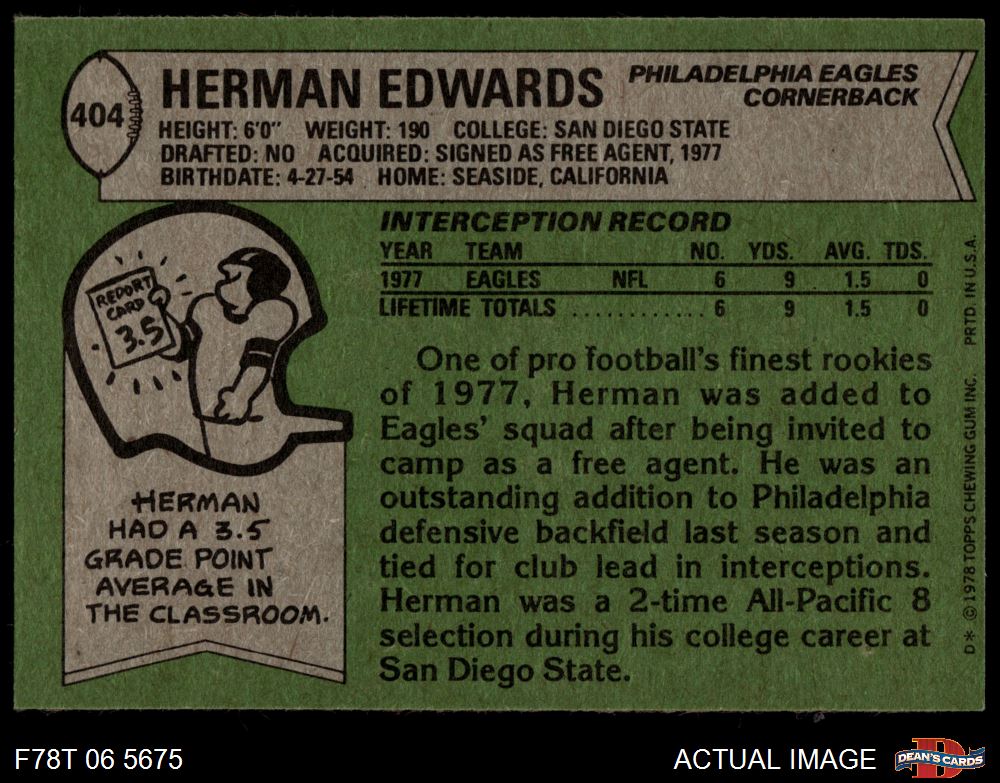 404
HERMAN EDWARDS
PHILADELPHIA EAGLES
CORNERBACK
HEIGHT: 6'0" WEIGHT: 190 COLLEGE: SAN DIEGO STATE
DRAFTED: NO ACQUIRED: SIGNED AS FREE AGENT, 1977
BIRTHDATE: 4-27-54 HOME: SEASIDE, CALIFORNIA
REPORT
CARD
3.5
HERMAN
HAD A 3.5
GRADE POINT
AVERAGE IN
THE CLASSROOM.
INTERCEPTION RECORD
YEAR TEAM NO. YDS. AVG. TDS.
1977 EAGLES NFL 6 9 1.5 0
LIFETIME TOTALS ............ 6 9 1.5 0
One of pro football's finest rookies
of 1977, Herman was added to
Eagles' squad after being invited to
camp as a free agent. He was an
outstanding addition to Philadelphia
defensive backfield last season and
tied for club lead in interceptions.
Herman was a 2-time All-Pacific 8
selection during his college career at
San Diego State.
D* © 1978 TOPPS CHEWING GUM INC. PRTD. IN U.S.A.
F78T 06 5675
ACTUAL IMAGE
D
DEAN'S CARDS